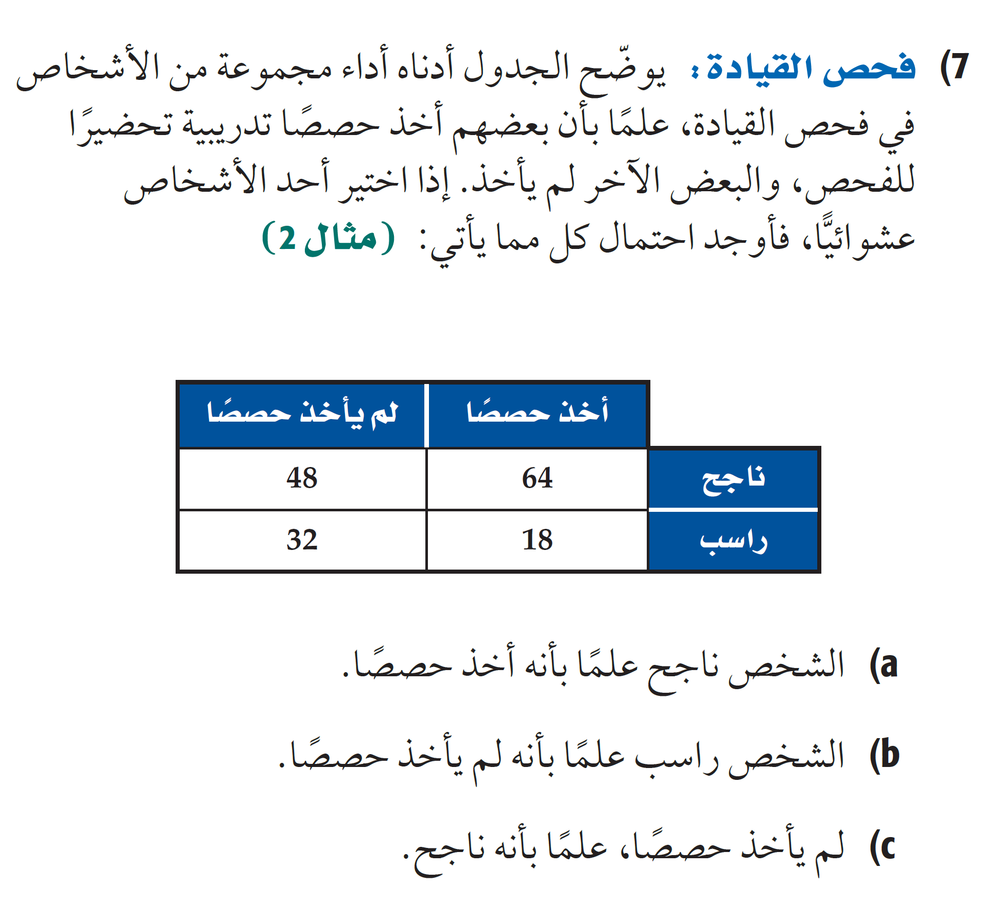 7) فحص القيادة: يوضّح الجدول أدناه أداء مجموعة من الأشخاص
في فحص القيادة، علمًا بأن بعضهم أخذ حصصًا تدريبية تحضيرًا
للفحص، والبعض الآخر لم يأخذ. إذا اختير أحد الأشخاص
عشوائيًّا، فأوجد احتمال كل مما يأتي: (مثال 2)
أخذ حصصًا لم يأخذ حصصًا
ناجح 64 48
راسب 18 32
a) الشخص ناجح علمًا بأنه أخذ حصصًا.
b) الشخص راسب علمًا بأنه لم يأخذ حصصًا.
c) لم يأخذ حصصًا، علمًا بأنه ناجح.